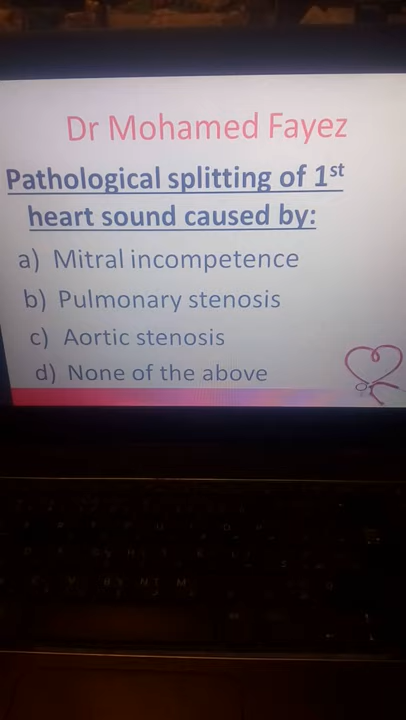 Dr Mohamed Fayez
Pathological splitting of 1st
heart sound caused by:
a) Mitral incompetence
b) Pulmonary stenosis
c) Aortic stenosis
d) None of the above